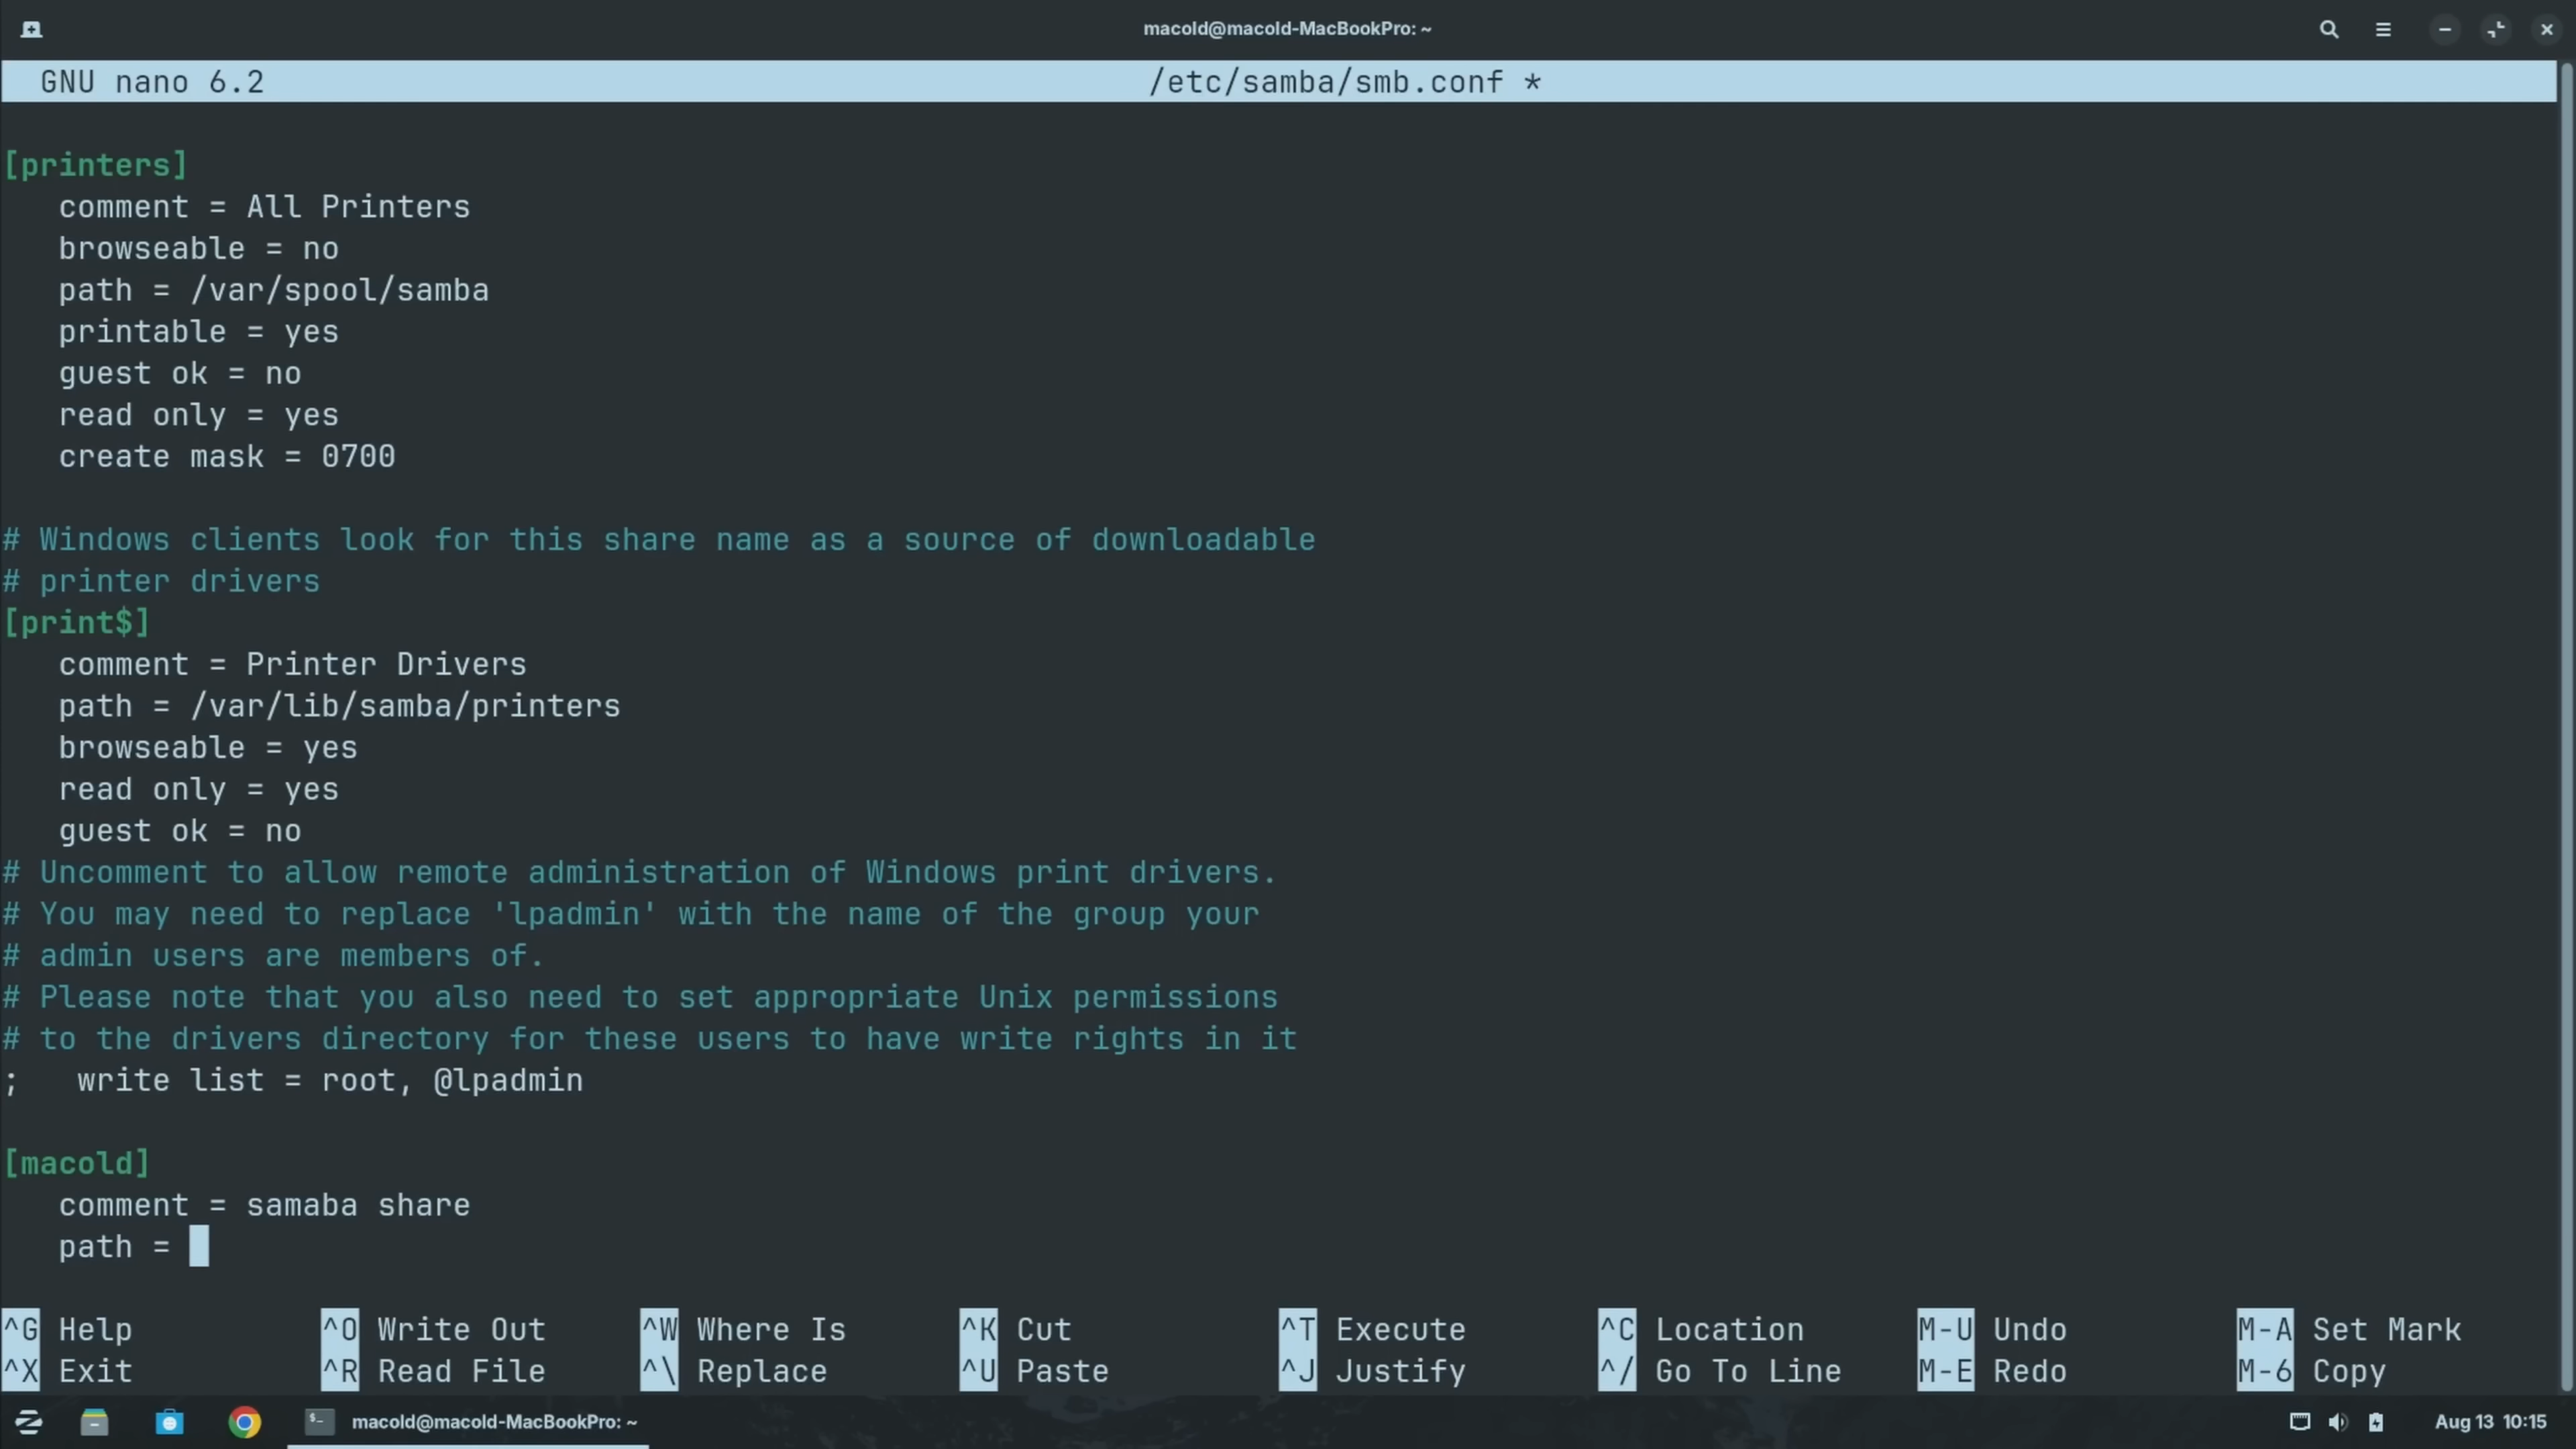 macold@macold-MacBookPro: ~
GNU nano 6.2 /etc/samba/smb.conf *
[printers]
comment = All Printers
browseable = no
path = /var/spool/samba
printable = yes
guest ok = no
read only = yes
create mask = 0700
# Windows clients look for this share name as a source of downloadable
# printer drivers
[print$]
comment = Printer Drivers
path = /var/lib/samba/printers
browseable = yes
read only = yes
guest ok = no
# Uncomment to allow remote administration of Windows print drivers.
# You may need to replace 'lpadmin' with the name of the group your
# admin users are members of.
# Please note that you also need to set appropriate Unix permissions
# to the drivers directory for these users to have write rights in it
;   write list = root, @lpadmin
[macold]
comment = samaba share
path =
^G Help ^O Write Out ^W Where Is ^K Cut ^T Execute ^C Location M-U Undo M-A Set Mark
^X Exit ^R Read File ^\ Replace ^U Paste ^J Justify ^/ Go To Line M-E Redo M-6 Copy
macold@macold-MacBookPro: ~ Aug 13 10:15